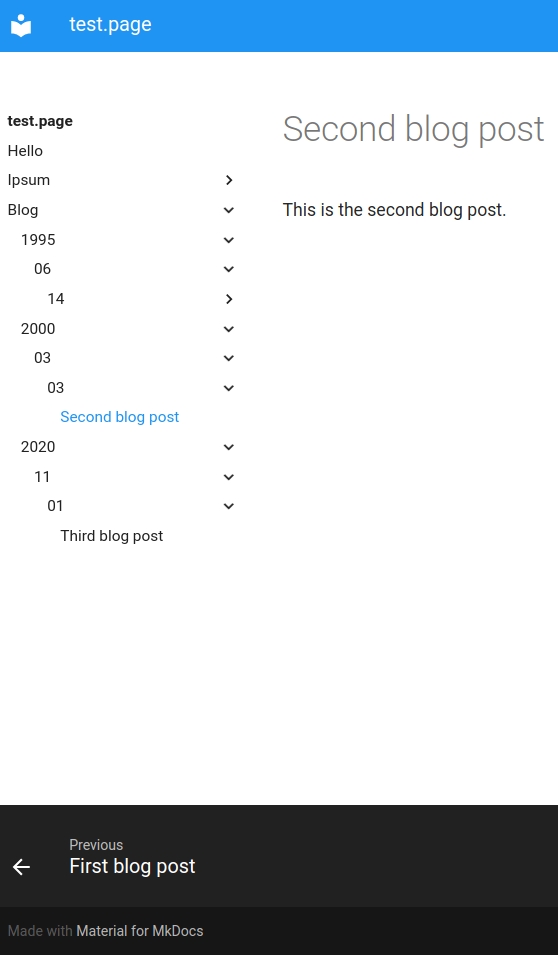 test.page
test.page
Hello
Ipsum
Blog
1995
06
14
2000
03
03
Second blog post
2020
11
01
Third blog post
Second blog post
This is the second blog post.
Previous
First blog post
Made with Material for MkDocs